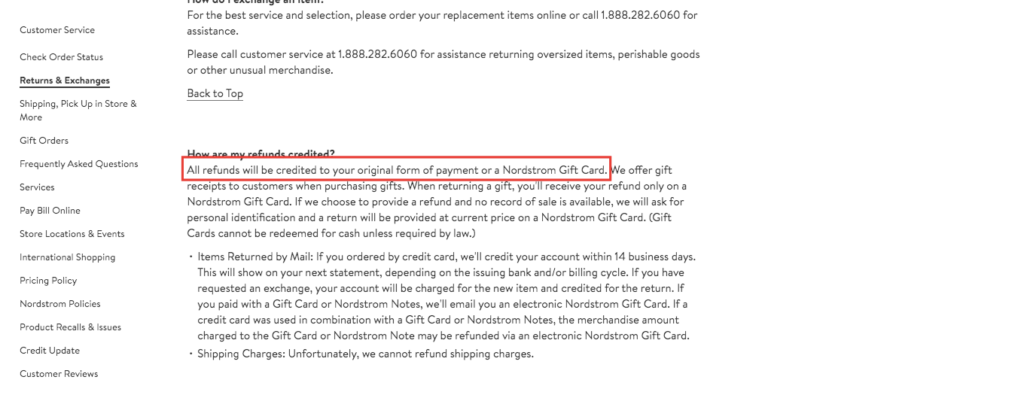 How do I exchange an item?
For the best service and selection, please order your replacement items online or call 1.888.282.6060 for
assistance.
Please call customer service at 1.888.282.6060 for assistance returning oversized items, perishable goods
or other unusual merchandise.
Back to Top
Customer Service
Check Order Status
Returns & Exchanges
Shipping, Pick Up in Store &
More
Gift Orders
Frequently Asked Questions
Services
Pay Bill Online
Store Locations & Events
International Shopping
Pricing Policy
Nordstrom Policies
Product Recalls & Issues
Credit Update
Customer Reviews
How are my refunds credited?
All refunds will be credited to your original form of payment or a Nordstrom Gift Card. We offer gift
receipts to customers when purchasing gifts. When returning a gift, you'll receive your refund only on a
Nordstrom Gift Card. If we choose to provide a refund and no record of sale is available, we will ask for
personal identification and a return will be provided at current price on a Nordstrom Gift Card. (Gift
Cards cannot be redeemed for cash unless required by law.)
• Items Returned by Mail: If you ordered by credit card, we'll credit your account within 14 business days.
This will show on your next statement, depending on the issuing bank and/or billing cycle. If you have
requested an exchange, your account will be charged for the new item and credited for the return. If
you paid with a Gift Card or Nordstrom Notes, we'll email you an electronic Nordstrom Gift Card. If a
credit card was used in combination with a Gift Card or Nordstrom Notes, the merchandise amount
charged to the Gift Card or Nordstrom Note may be refunded via an electronic Nordstrom Gift Card.
• Shipping Charges: Unfortunately, we cannot refund shipping charges.